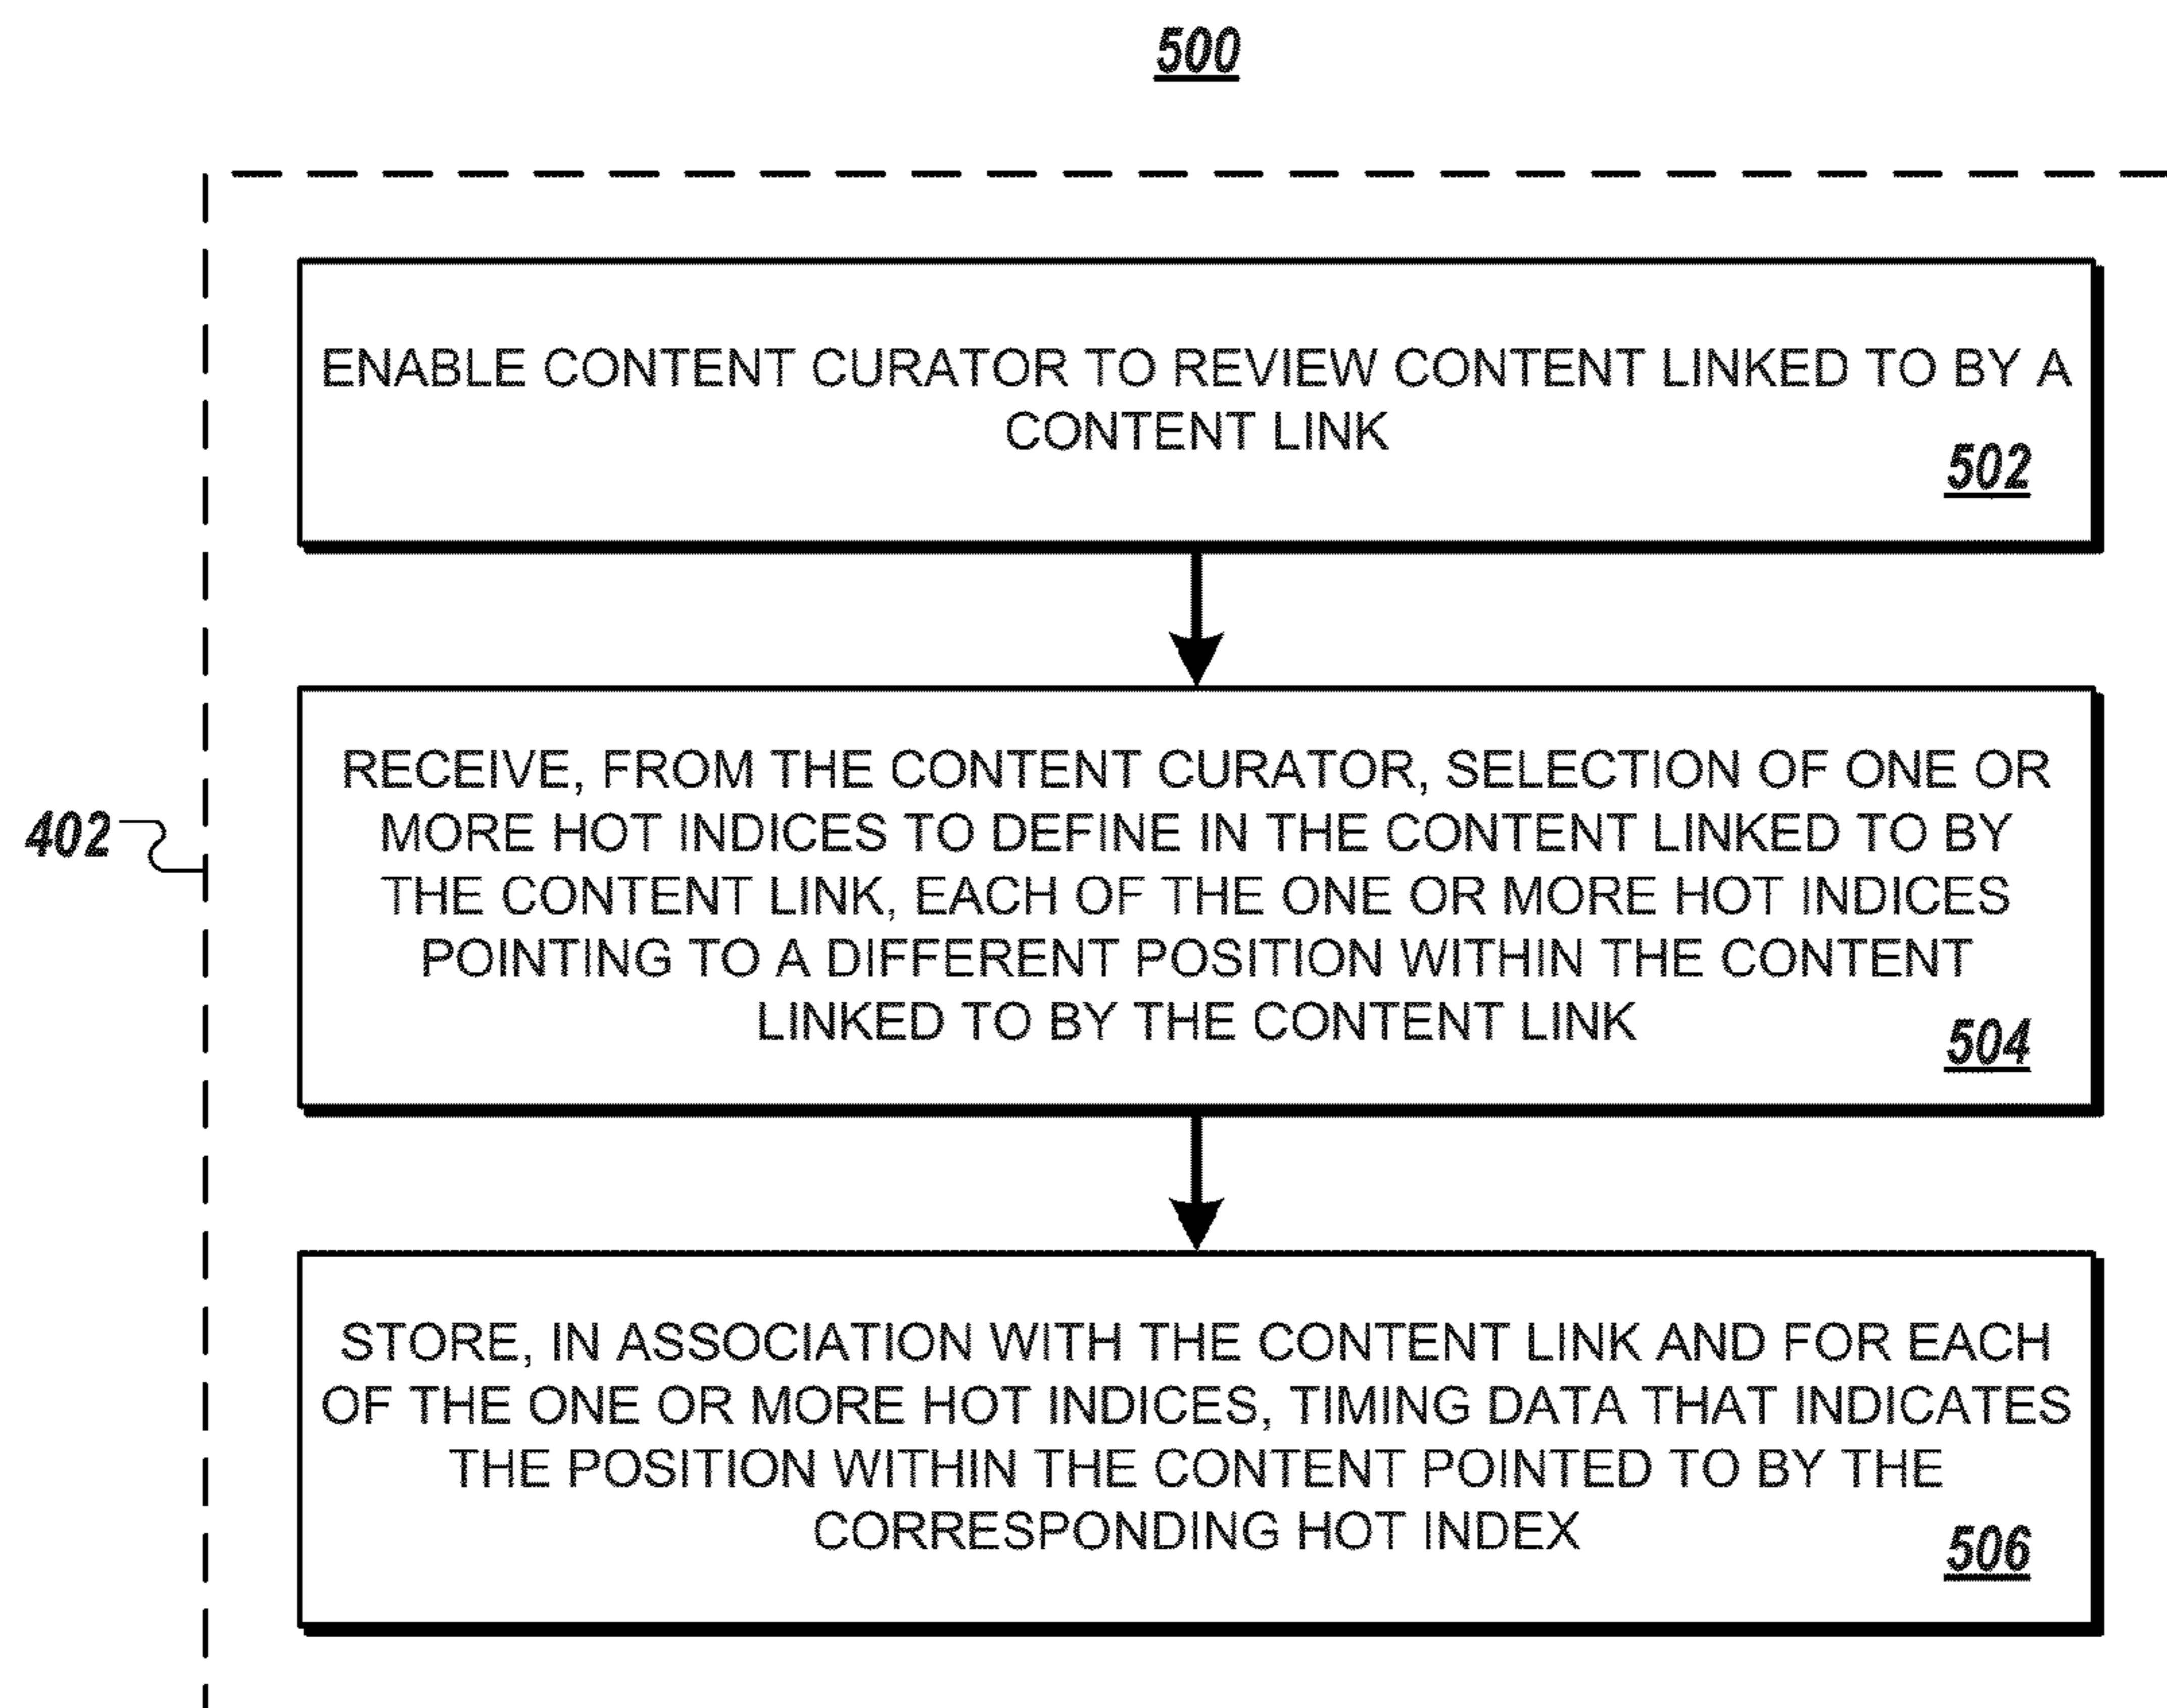 500
ENABLE CONTENT CURATOR TO REVIEW CONTENT LINKED TO BY A
CONTENT LINK
502
RECEIVE, FROM THE CONTENT CURATOR, SELECTION OF ONE OR
MORE HOT INDICES TO DEFINE IN THE CONTENT LINKED TO BY
THE CONTENT LINK, EACH OF THE ONE OR MORE HOT INDICES
POINTING TO A DIFFERENT POSITION WITHIN THE CONTENT
LINKED TO BY THE CONTENT LINK
504
402
STORE, IN ASSOCIATION WITH THE CONTENT LINK AND FOR EACH
OF THE ONE OR MORE HOT INDICES, TIMING DATA THAT INDICATES
THE POSITION WITHIN THE CONTENT POINTED TO BY THE
CORRESPONDING HOT INDEX
506